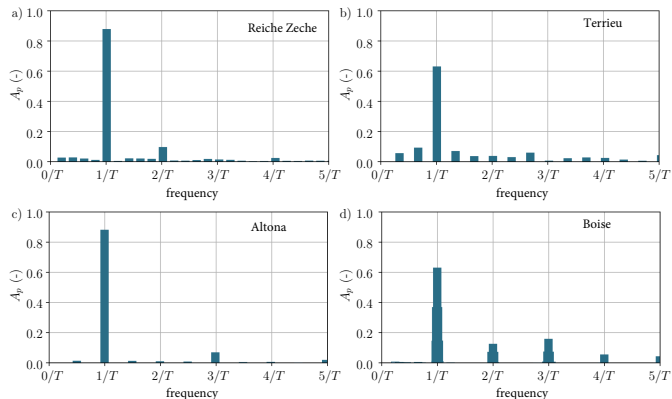 a) 1.0 Reiche Zeche
0.8
0.6
0.4
0.2
0.0
A_p (-)
0/T 1/T 2/T 3/T 4/T 5/T
frequency
b) 1.0 Terrieu
0.8
0.6
0.4
0.2
0.0
A_p (-)
0/T 1/T 2/T 3/T 4/T 5/T
frequency
c) 1.0 Altona
0.8
0.6
0.4
0.2
0.0
A_p (-)
0/T 1/T 2/T 3/T 4/T 5/T
frequency
d) 1.0 Boise
0.8
0.6
0.4
0.2
0.0
A_p (-)
0/T 1/T 2/T 3/T 4/T 5/T
frequency